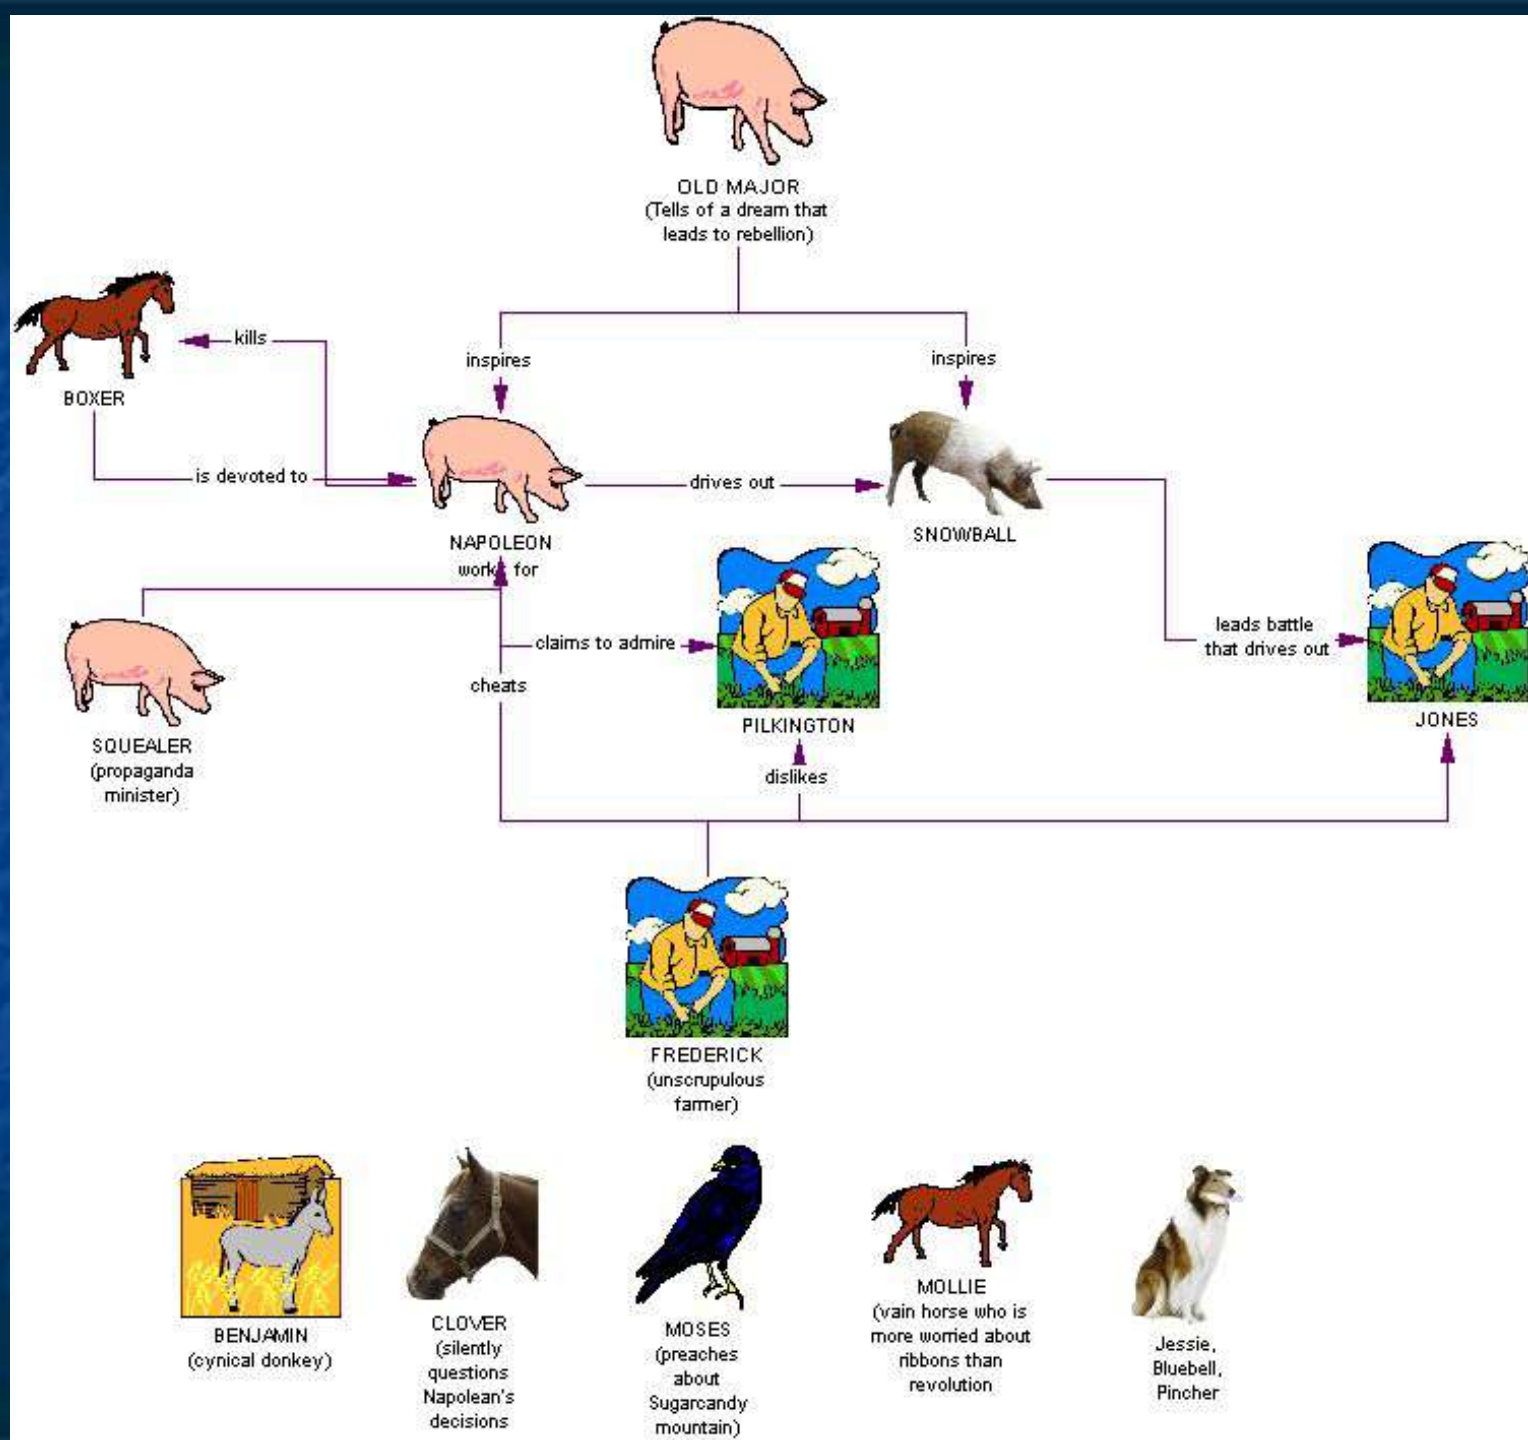 OLD MAJOR
(Tells of a dream that
leads to rebellion)
kills
inspires
inspires
BOXER
is devoted to
drives out
NAPOLEON
works for
SNOWBALL
claims to admire
leads battle
that drives out
cheats
PILKINGTON
JONES
SQUEALER
(propaganda
minister)
dislikes
FREDERICK
(unscrupulous
farmer)
BENJAMIN
(cynical donkey)
CLOVER
(silently
questions
Napolean's
decisions
MOSES
(preaches
about
Sugarcandy
mountain)
MOLLIE
(vain horse who is
more worried about
ribbons than
revolution
Jessie,
Bluebell,
Pincher